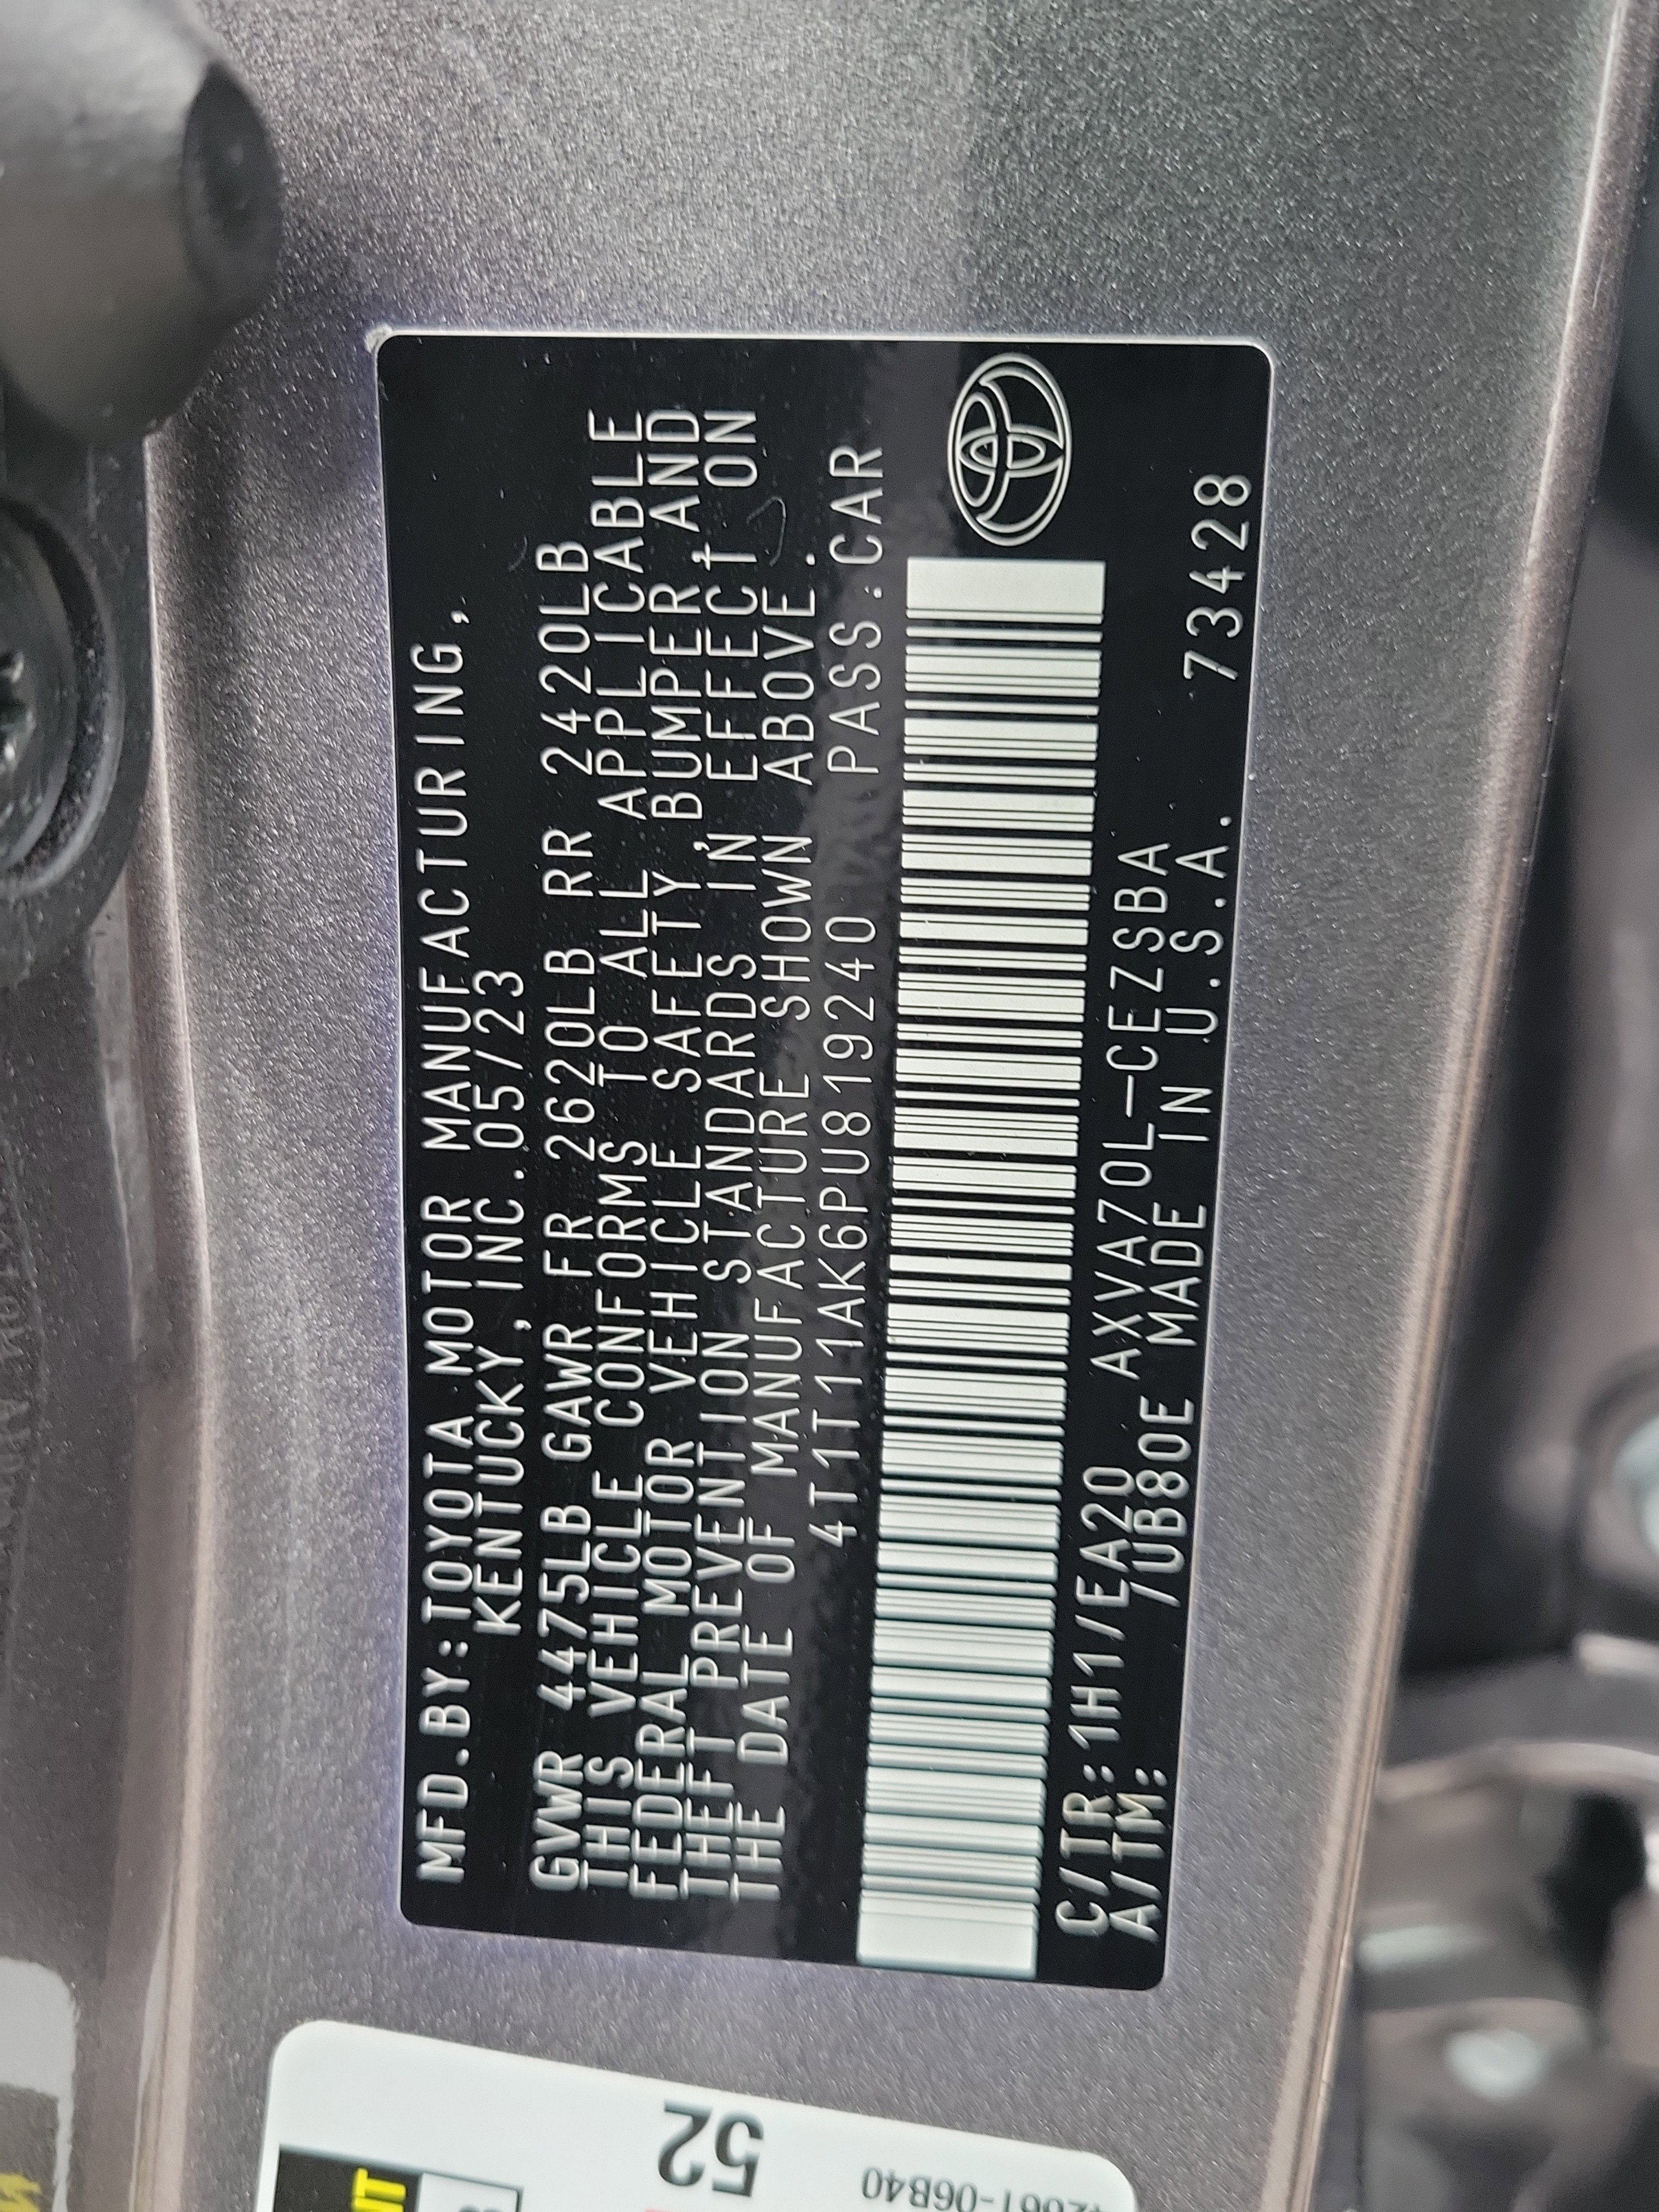 MFD.BY:TOYOTA MOTOR MANUFACTURING,
KENTUCKY, INC.05/23
GVWR 4475LB GAWR FR 2620LB RR 2420LB
THIS VEHICLE CONFORMS TO ALL APPLICABLE
FEDERAL MOTOR VEHICLE SAFETY,BUMPER,AND
THEFT PREVENTION STANDARDS IN EFFECT ON
THE DATE OF MANUFACTURE SHOWN ABOVE.
4T1T11AK6PU819240 PASS.CAR
C/TR:1H1/EA20 AXVA70L-CEZSBA
A/TM: /UB80E MADE IN U.S.A. 73428
52